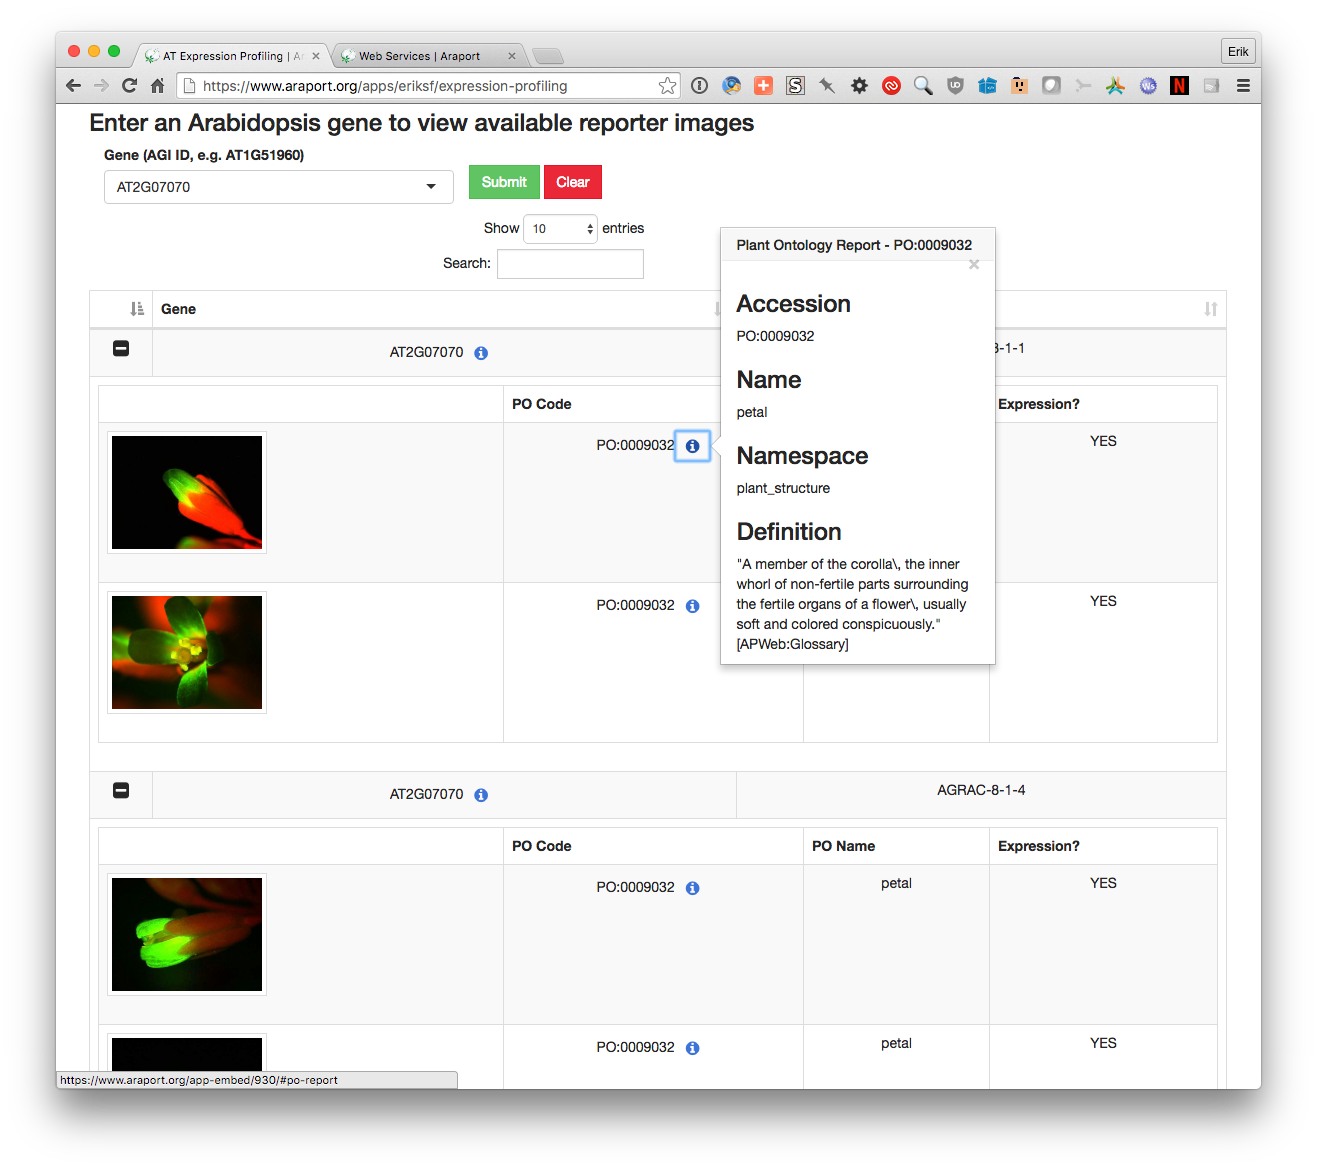 AT Expression Profiling | Ar
Web Services | Araport
Erik
https://www.araport.org/apps/eriksf/expression-profiling
Enter an Arabidopsis gene to view available reporter images
Gene (AGI ID, e.g. AT1G51960)
AT2G07070
Submit
Clear
Show 10 entries
Search:
Gene
AT2G07070
-1-1
PO Code
Expression?
PO:0009032
YES
PO:0009032
YES
Plant Ontology Report - PO:0009032
Accession
PO:0009032
Name
petal
Namespace
plant_structure
Definition
"A member of the corolla\, the inner
whorl of non-fertile parts surrounding
the fertile organs of a flower\, usually
soft and colored conspicuously."
[APWeb:Glossary]
AT2G07070
AGRAC-8-1-4
PO Code
PO Name
Expression?
PO:0009032
petal
YES
PO:0009032
petal
YES
https://www.araport.org/app-embed/930/#po-report